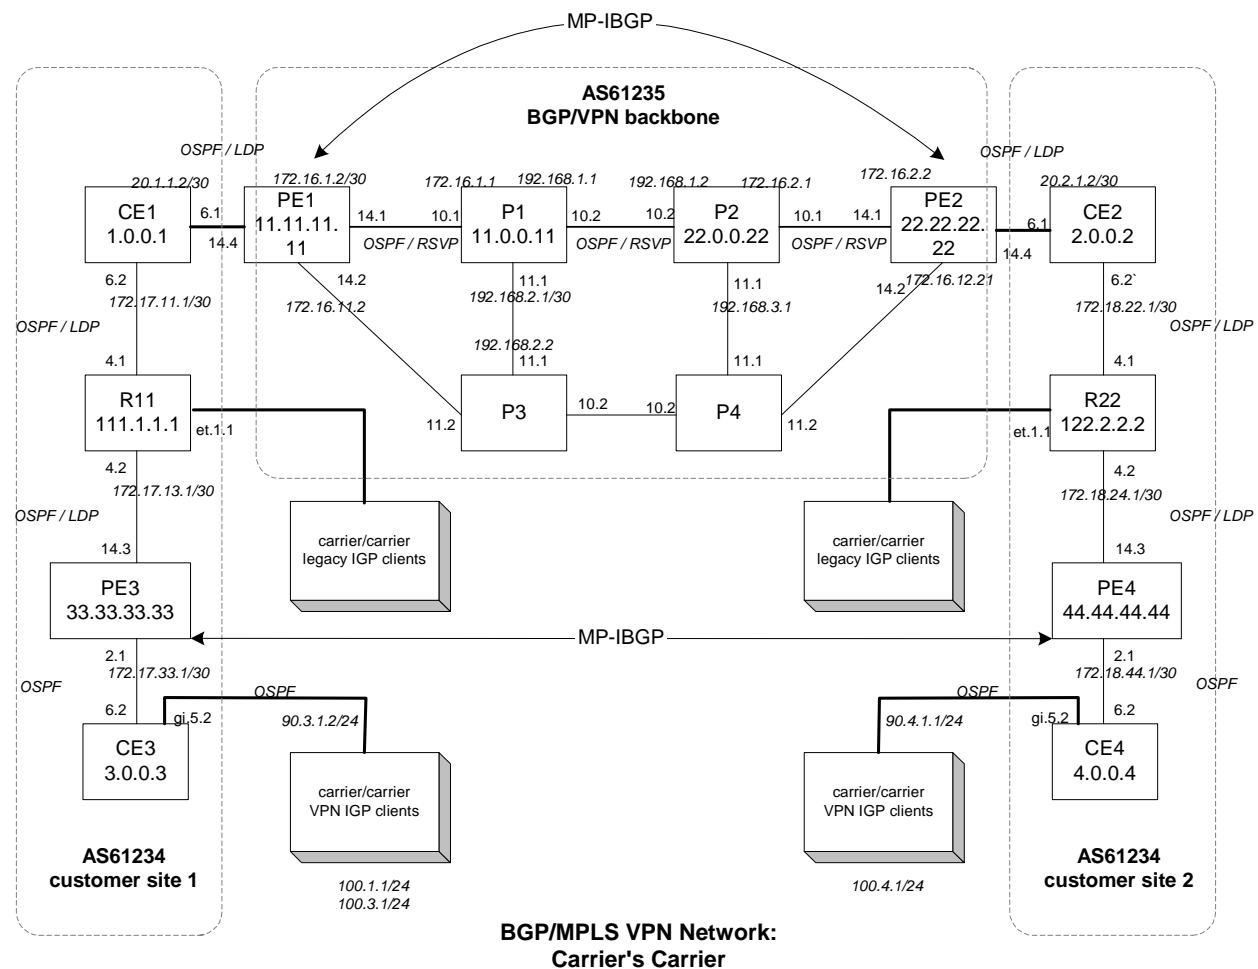 MP-IBGP
AS61235
BGP/VPN backbone
OSPF / LDP
OSPF / LDP
20.1.1.2/30
172.16.1.2/30
172.16.1.1
192.168.1.1
192.168.1.2
172.16.2.1
172.16.2.2
20.2.1.2/30
CE1
1.0.0.1
6.1
14.4
PE1
11.11.11.
11
14.1
10.1
OSPF / RSVP
P1
11.0.0.11
10.2
10.2
OSPF / RSVP
P2
22.0.0.22
10.1
14.1
OSPF / RSVP
PE2
22.22.22.
22
6.1
14.4
CE2
2.0.0.2
6.2
172.17.11.1/30
14.2
172.16.11.2
11.1
192.168.2.1/30
11.1
192.168.3.1
14.2
172.16.12.21
6.2`
172.18.22.1/30
OSPF / LDP
OSPF / LDP
192.168.2.2
4.1
11.1
11.1
4.1
R11
111.1.1.1
et.1.1
11.2
P3
10.2
10.2
P4
11.2
et.1.1
R22
122.2.2.2
4.2
172.17.13.1/30
4.2
172.18.24.1/30
OSPF / LDP
OSPF / LDP
carrier/carrier
legacy IGP clients
carrier/carrier
legacy IGP clients
14.3
14.3
PE3
33.33.33.33
PE4
44.44.44.44
MP-IBGP
2.1
172.17.33.1/30
2.1
172.18.44.1/30
OSPF
OSPF
OSPF
OSPF
6.2
gi.5.2
90.3.1.2/24
90.4.1.1/24
gi.5.2
6.2
CE3
3.0.0.3
CE4
4.0.0.4
carrier/carrier
VPN IGP clients
carrier/carrier
VPN IGP clients
AS61234
customer site 1
AS61234
customer site 2
100.1.1/24
100.3.1/24
100.4.1/24
BGP/MPLS VPN Network:
Carrier's Carrier